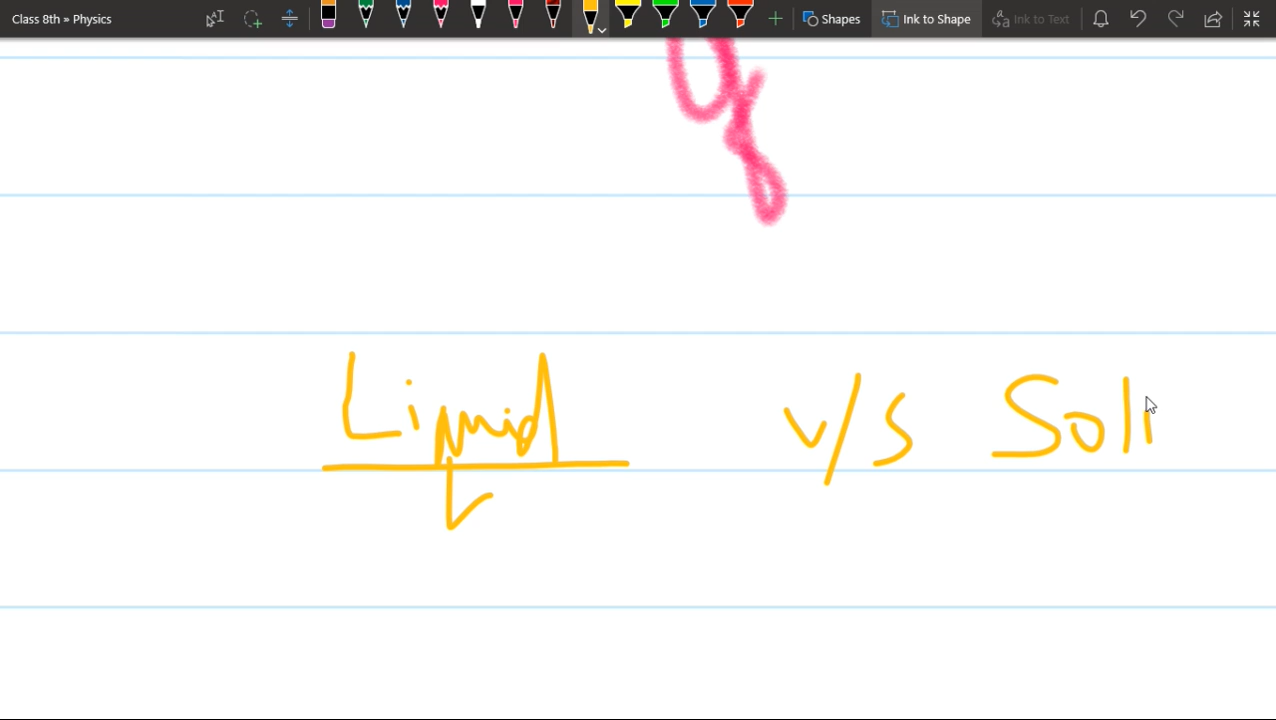 Class 8th » Physics Shapes Ink to Shape Ink to Text
Liquid v/s Soli